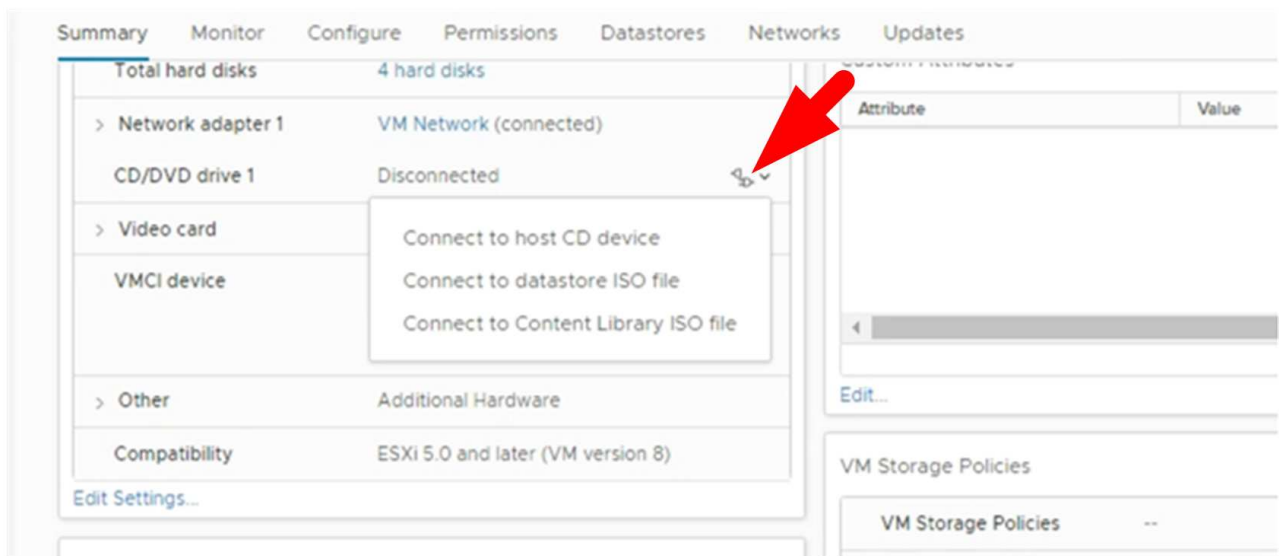 Summary Monitor Configure Permissions Datastores Networks Updates
Total hard disks 4 hard disks
> Network adapter 1 VM Network (connected)
CD/DVD drive 1 Disconnected
> Video card
Connect to host CD device
VMCI device
Connect to datastore ISO file
Connect to Content Library ISO file
> Other Additional Hardware
Compatibility ESXi 5.0 and later (VM version 8)
Edit Settings...
Custom Attributes
Attribute Value
Edit...
VM Storage Policies
VM Storage Policies --